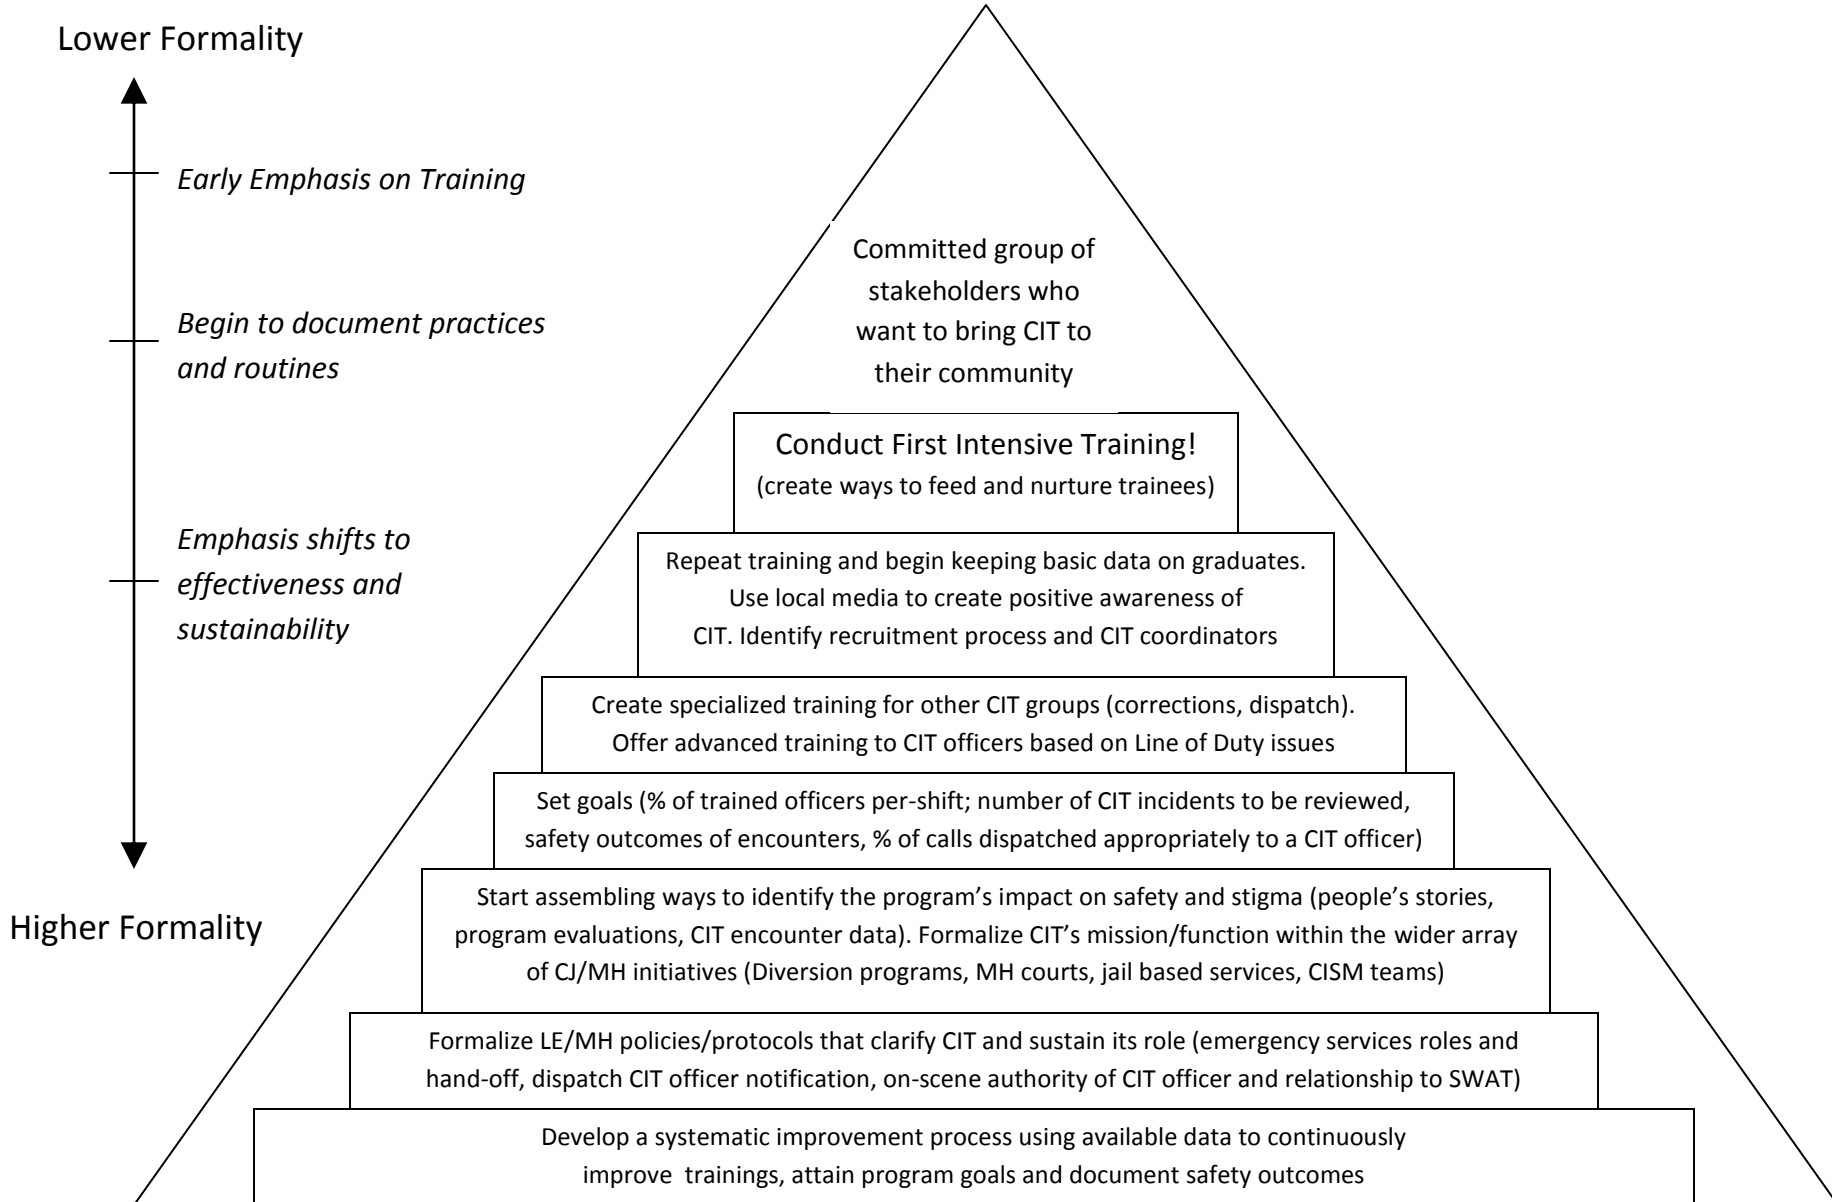 Lower Formality
Early Emphasis on Training
Begin to document practices
and routines
Emphasis shifts to
effectiveness and
sustainability
Higher Formality
Committed group of
stakeholders who
want to bring CIT to
their community
Conduct First Intensive Training!
(create ways to feed and nurture trainees)
Repeat training and begin keeping basic data on graduates.
Use local media to create positive awareness of
CIT. Identify recruitment process and CIT coordinators
Create specialized training for other CIT groups (corrections, dispatch).
Offer advanced training to CIT officers based on Line of Duty issues
Set goals (% of trained officers per-shift; number of CIT incidents to be reviewed,
safety outcomes of encounters, % of calls dispatched appropriately to a CIT officer)
Start assembling ways to identify the program’s impact on safety and stigma (people’s stories,
program evaluations, CIT encounter data). Formalize CIT’s mission/function within the wider array
of CJ/MH initiatives (Diversion programs, MH courts, jail based services, CISM teams)
Formalize LE/MH policies/protocols that clarify CIT and sustain its role (emergency services roles and
hand-off, dispatch CIT officer notification, on-scene authority of CIT officer and relationship to SWAT)
Develop a systematic improvement process using available data to continuously
improve trainings, attain program goals and document safety outcomes